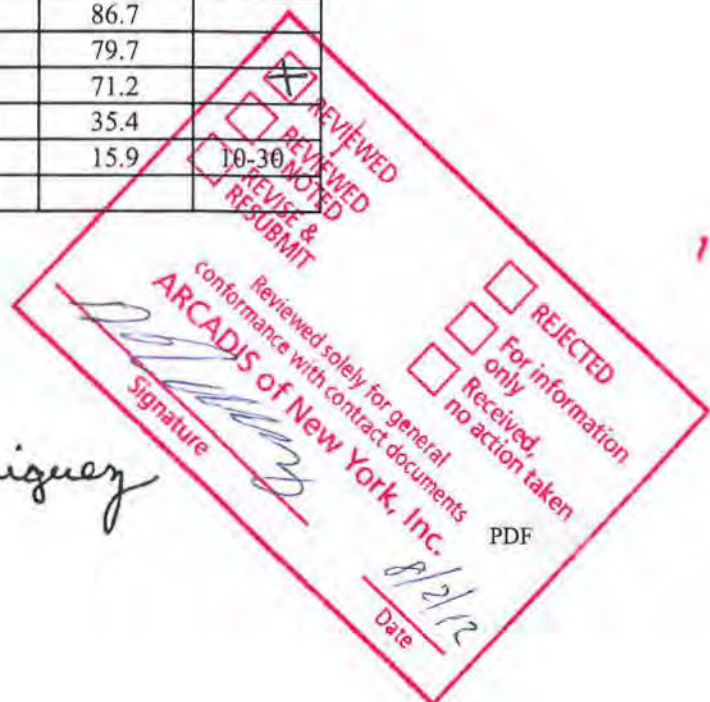 86.7
79.7
71.2
35.4
15.9 10-30
REVIEWED
REVIEWED NOTED
REVISE & RESUBMIT
REJECTED
For information only
Received, no action taken
Reviewed solely for general
conformance with contract documents
ARCADIS of New York, Inc.
Signature
8/2/12
Date
PDF